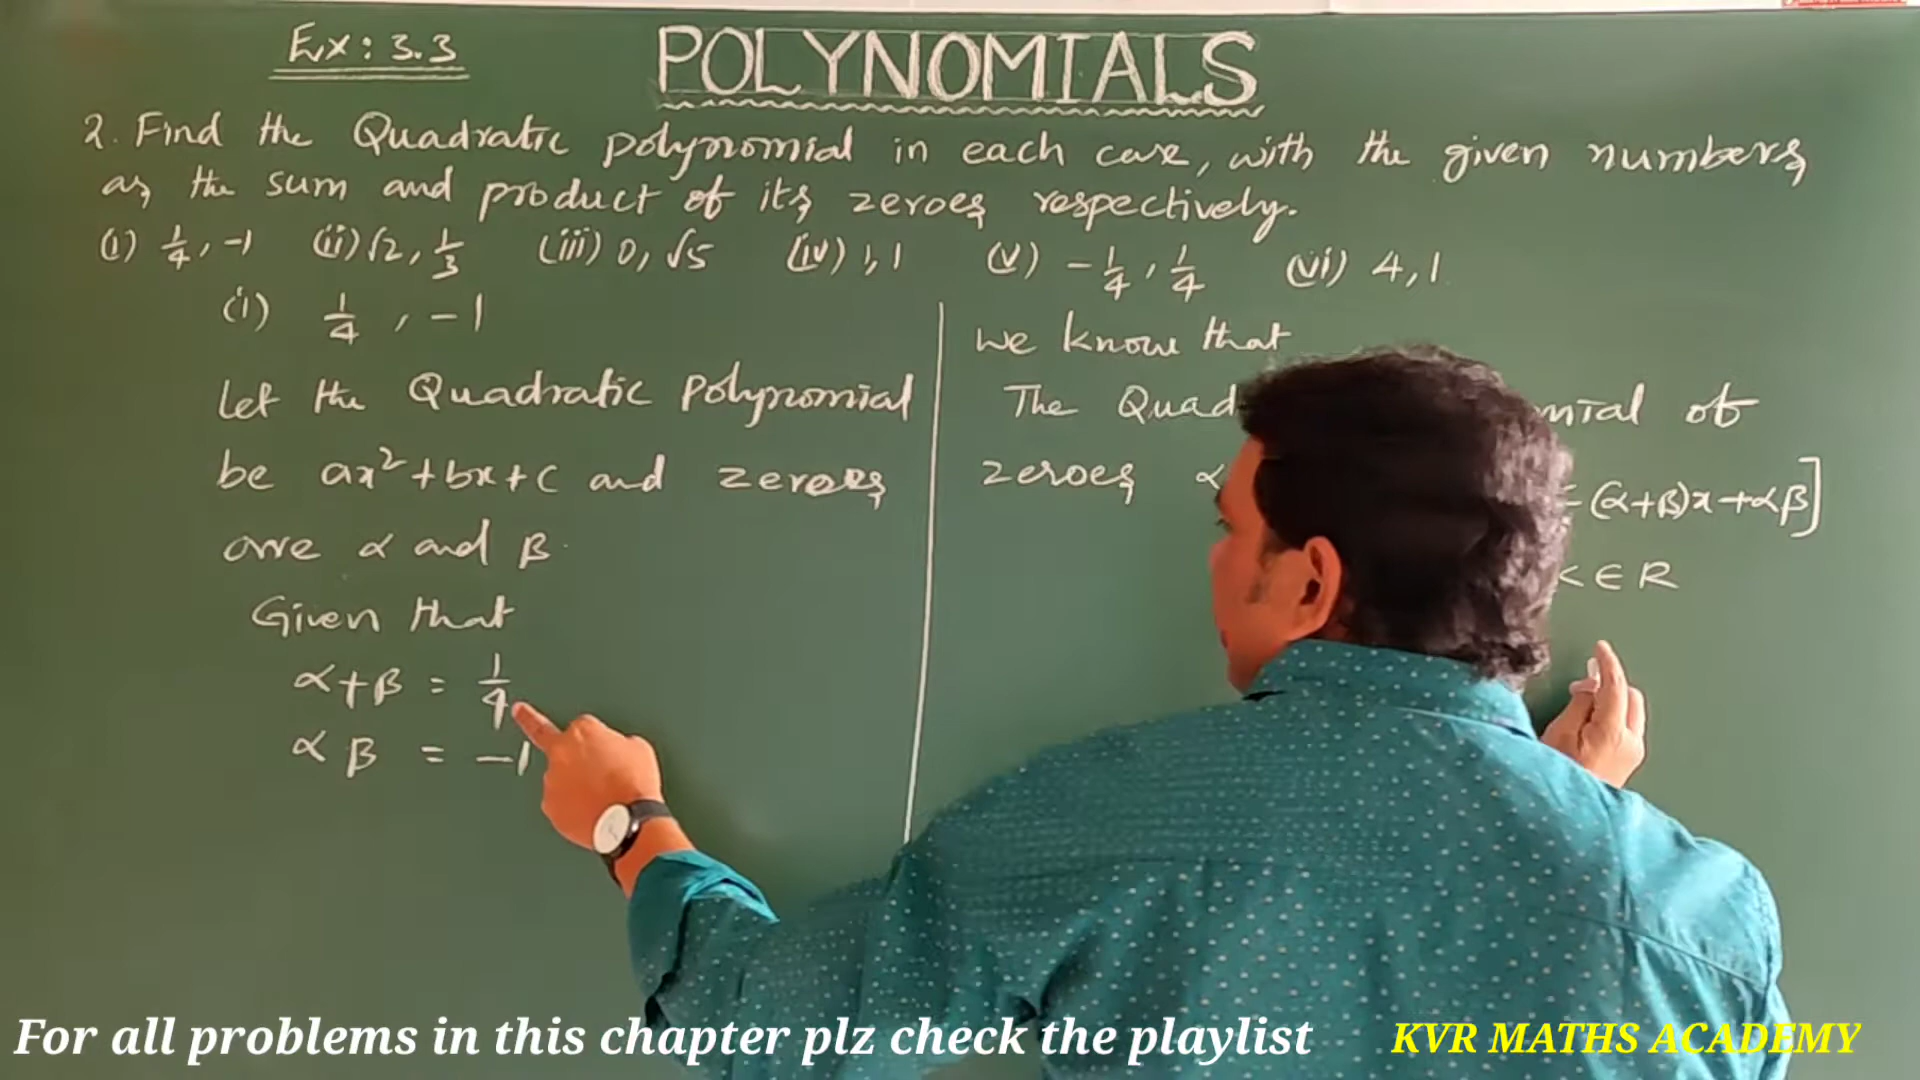 Ex: 3.3
POLYNOMIALS
2. Find the Quadratic polynomial in each case, with the given numbers
as the sum and product of its zeroes respectively.
(i) 1/4, -1 (ii) √2, 1/3 (iii) 0, √5 (iv) 1, 1 (v) -1/4, 1/4 (vi) 4, 1
(i) 1/4, -1
Let the Quadratic Polynomial
be ax²+bx+c and zeroes
are α and β.
Given that
α+β = 1/4
αβ = -1
We know that
The Quad mial of
zeroes α - (α+β)x+αβ]
K∈R
For all problems in this chapter plz check the playlist
KVR MATHS ACADEMY